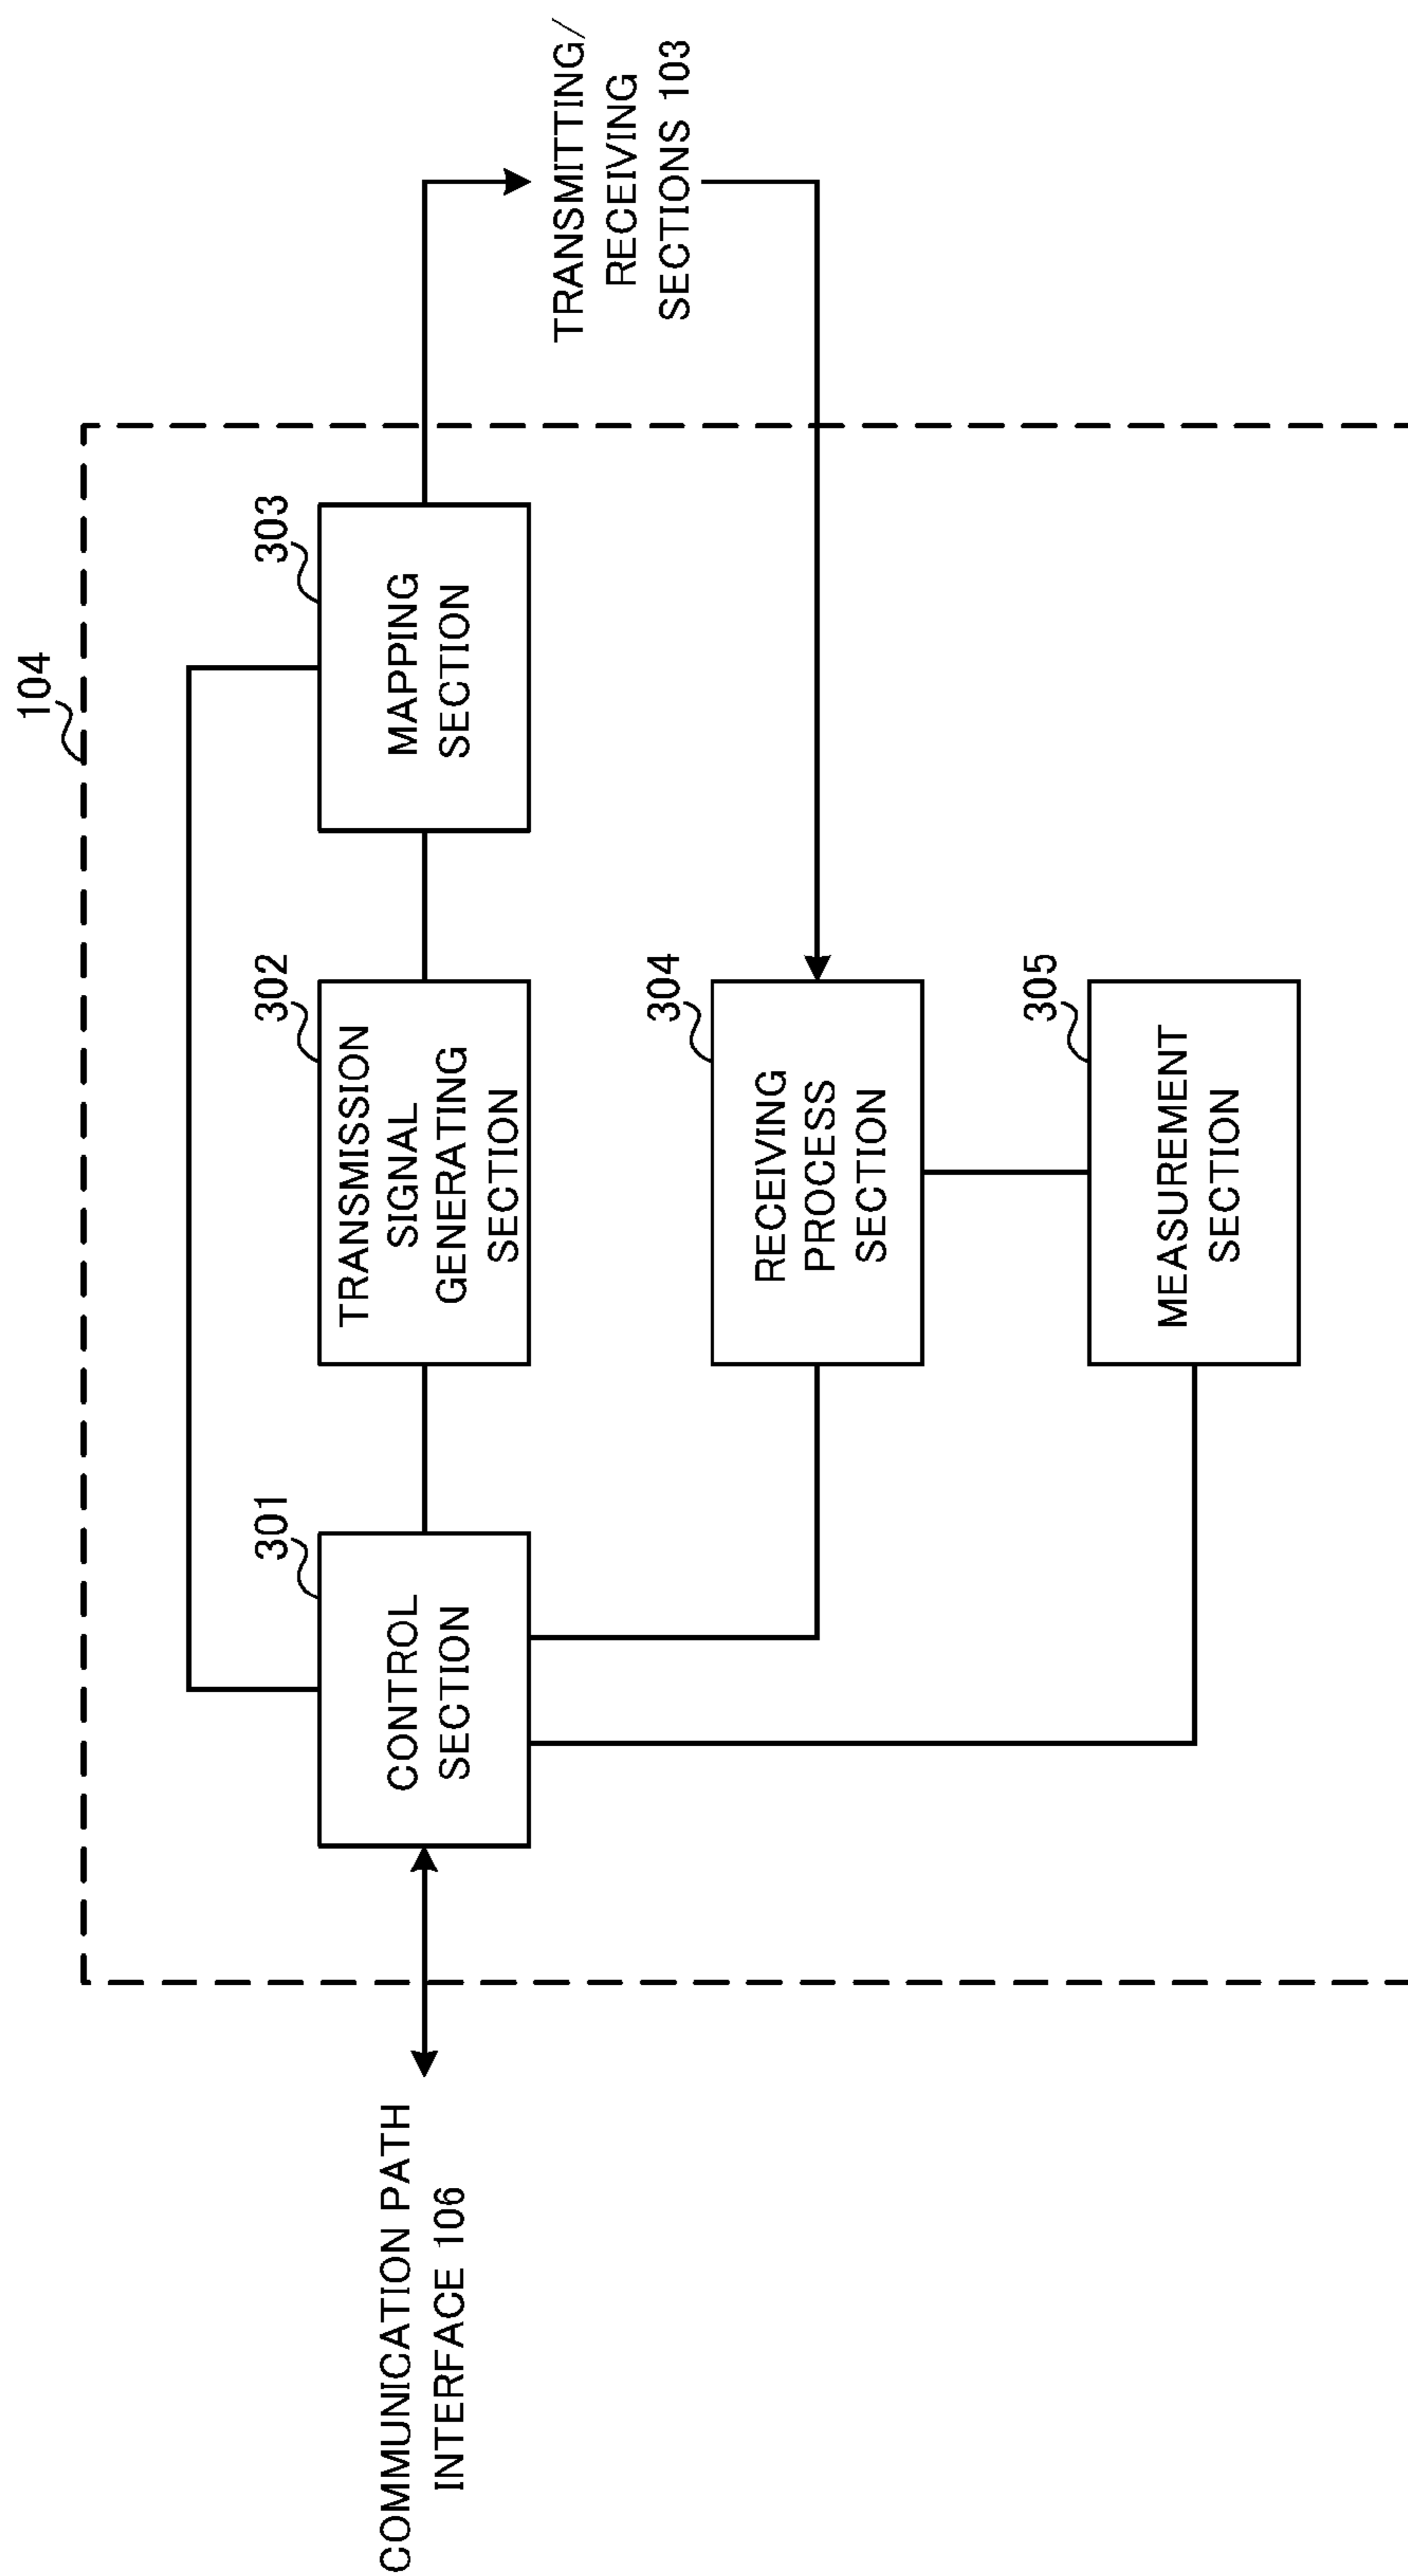 104
301
CONTROL
SECTION
302
TRANSMISSION
SIGNAL
GENERATING
SECTION
303
MAPPING
SECTION
COMMUNICATION PATH
INTERFACE 106
TRANSMITTING/
RECEIVING
SECTIONS 103
304
RECEIVING
PROCESS
SECTION
305
MEASUREMENT
SECTION